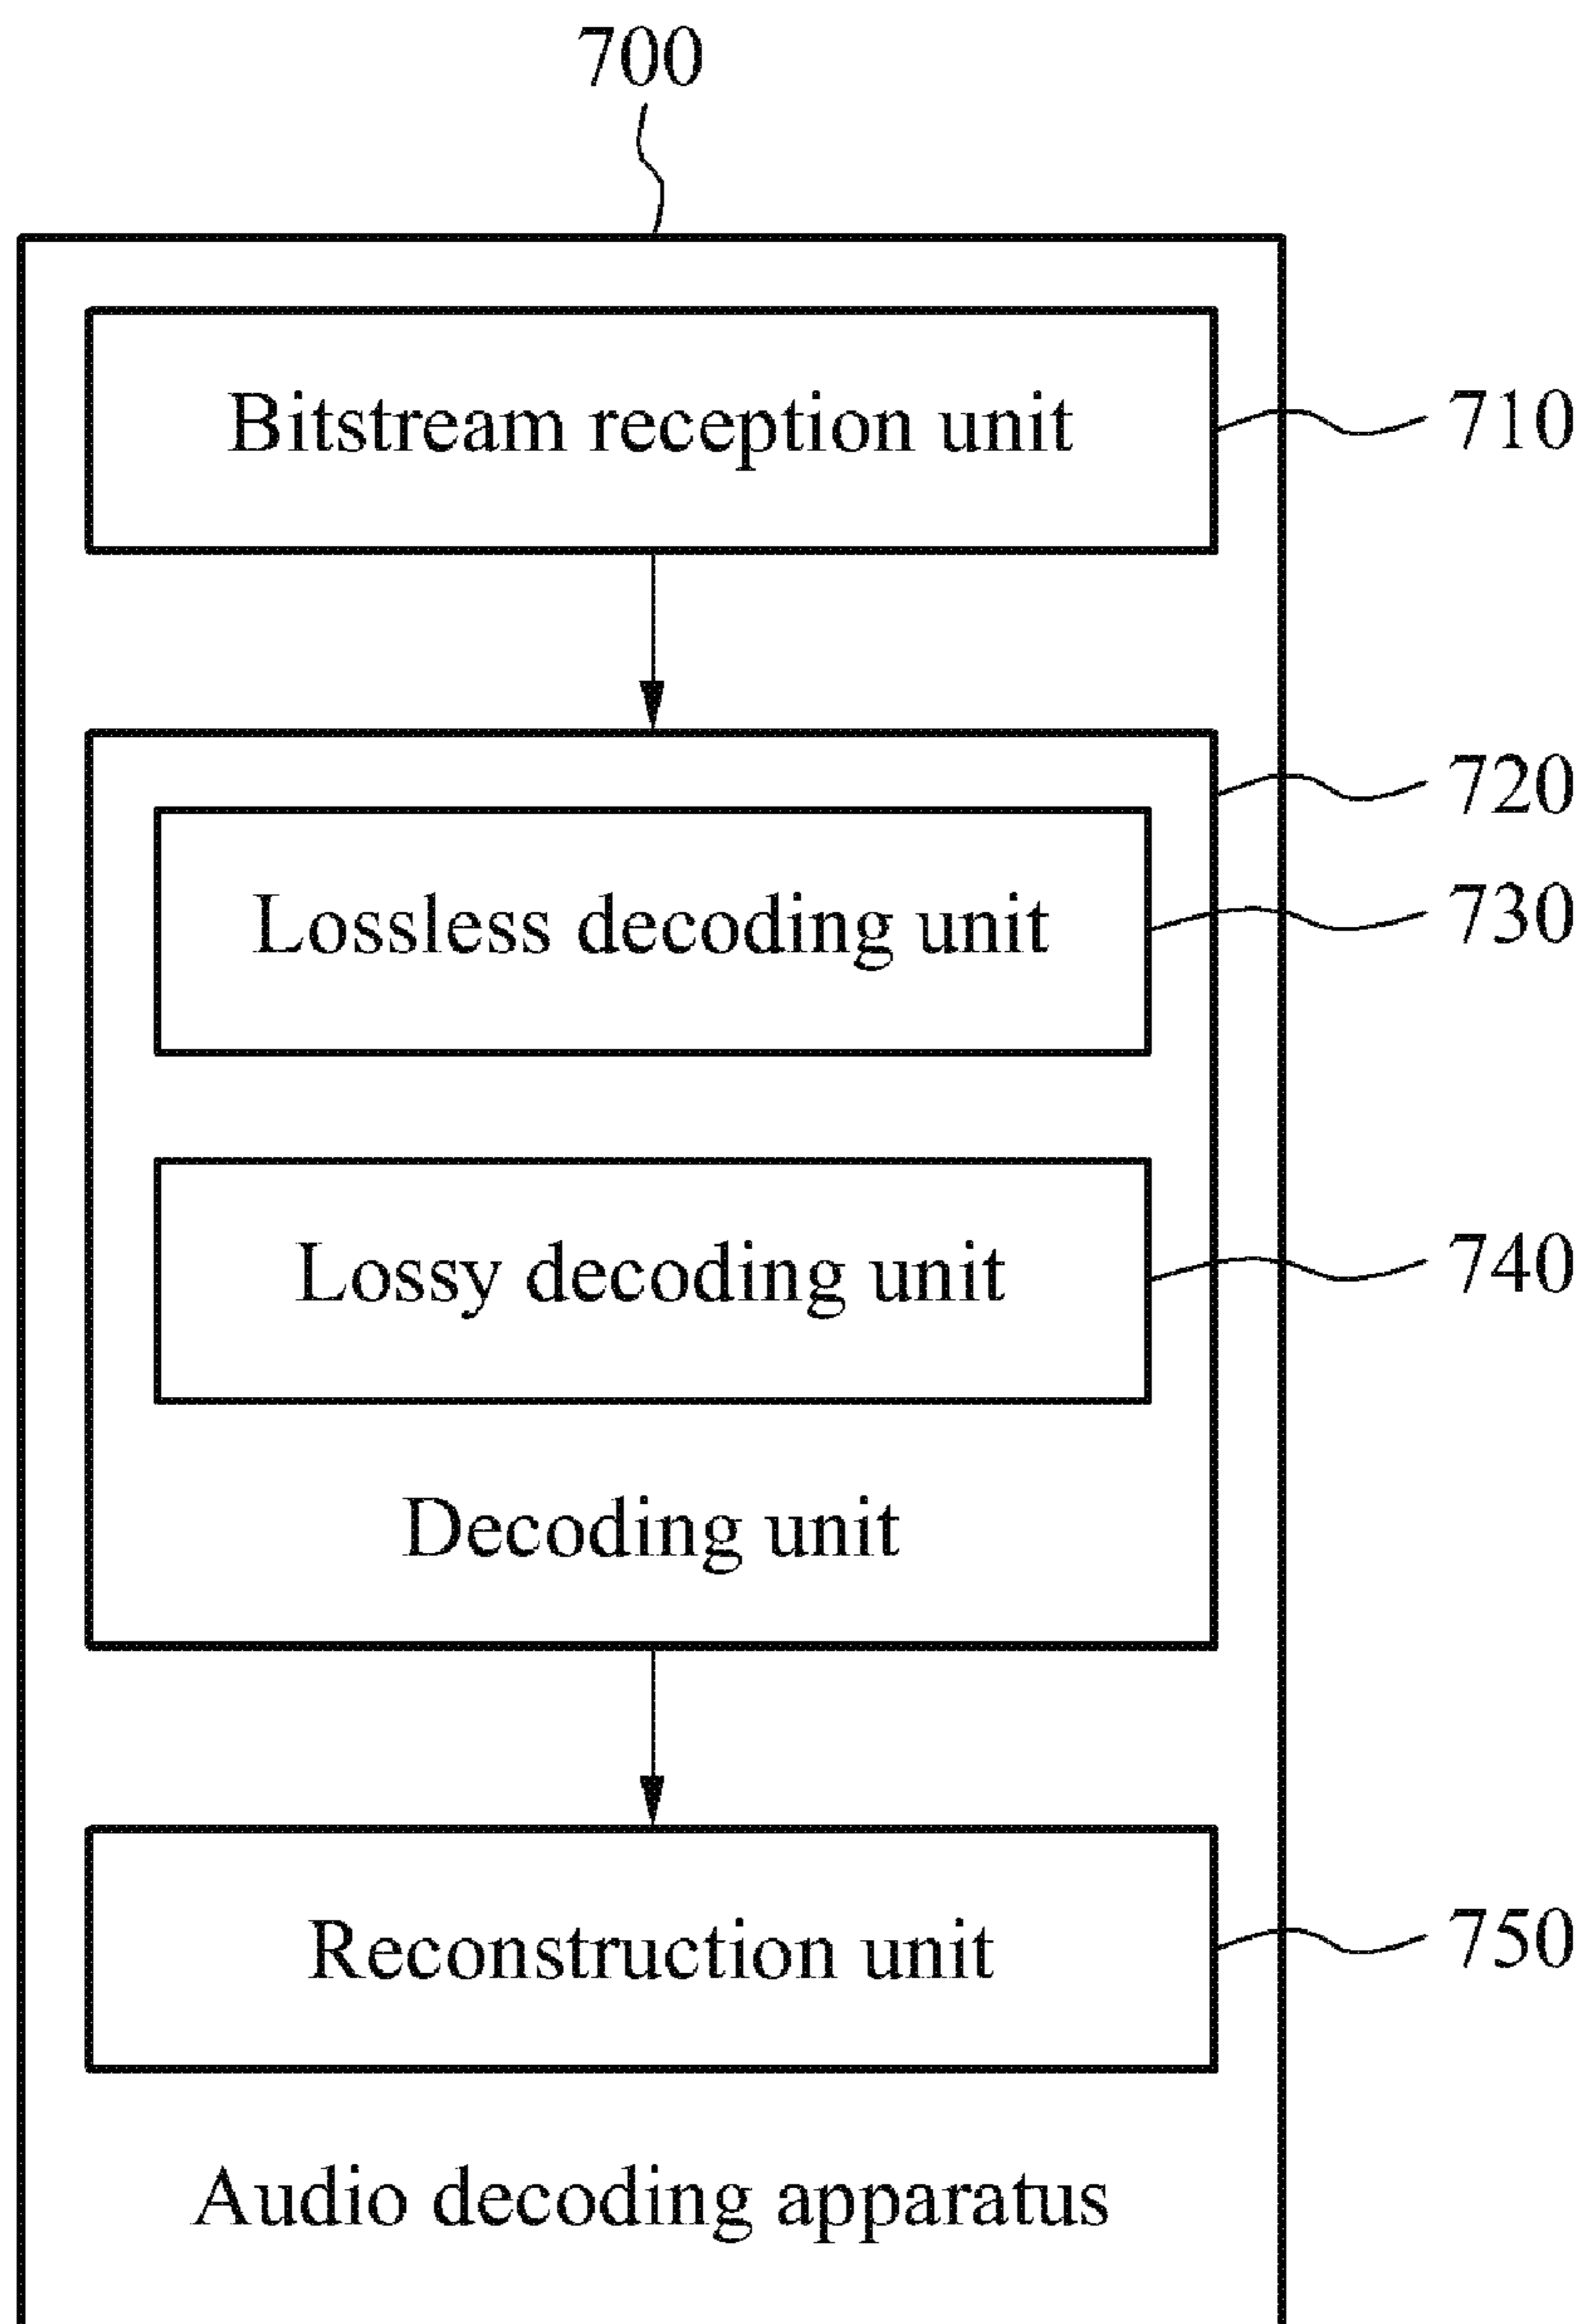 700
Bitstream reception unit
710
720
Lossless decoding unit
730
Lossy decoding unit
740
Decoding unit
Reconstruction unit
750
Audio decoding apparatus